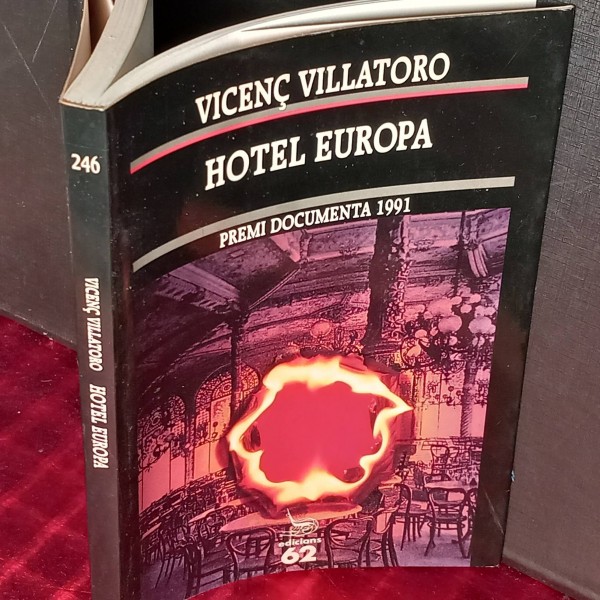 VICENÇ VILLATORO
HOTEL EUROPA
PREMI DOCUMENTA 1991
edicions
62
246
VICENÇ VILLATORO HOTEL EUROPA